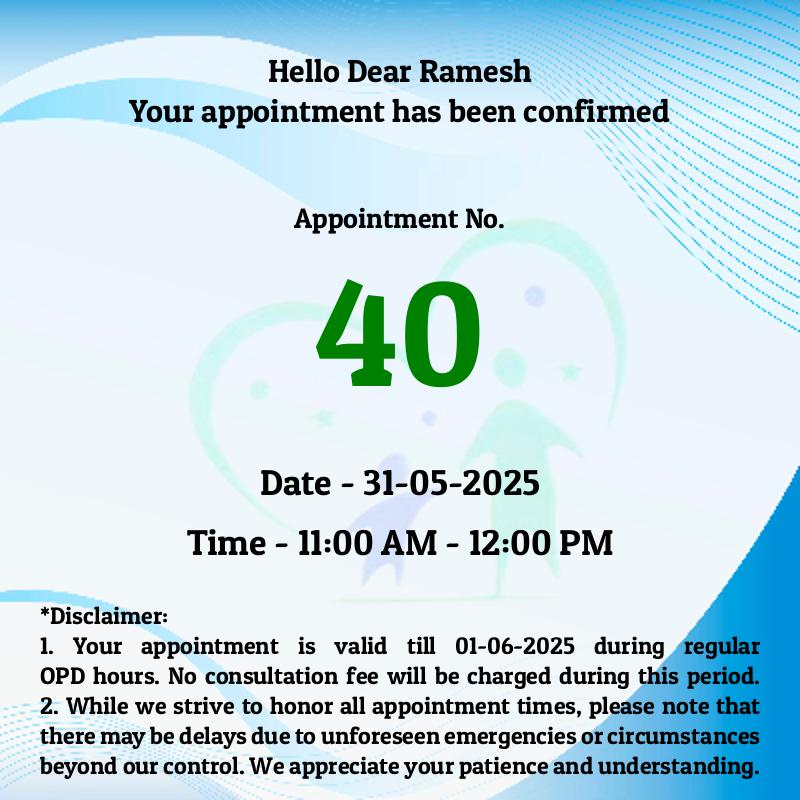 Hello Dear Ramesh
Your appointment has been confirmed
Appointment No.
40
Date - 31-05-2025
Time - 11:00 AM - 12:00 PM
*Disclaimer:
1. Your appointment is valid till 01-06-2025 during regular
OPD hours. No consultation fee will be charged during this period.
2. While we strive to honor all appointment times, please note that
there may be delays due to unforeseen emergencies or circumstances
beyond our control. We appreciate your patience and understanding.